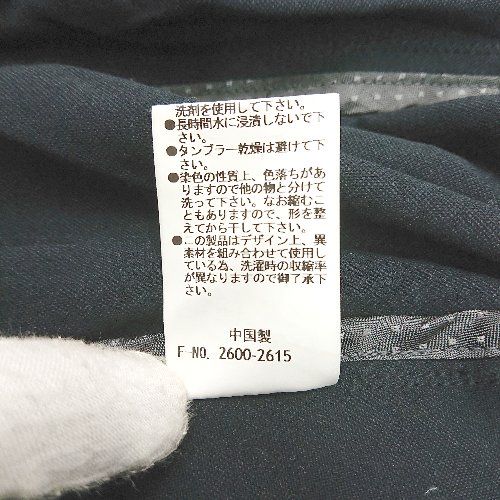 洗剤を使用して下さい。
●長時間水に浸漬しないで下
さい。
●タンブラー乾燥は避けて下
さい。
●染色の性質上、色落ちがあ
りますので他の物と分けて
洗って下さい。なお縮むこ
ともありますので、形を整
えてから干して下さい。
●この製品はデザイン上、異
素材を組み合わせて使用し
ている為、洗濯時の収縮率
が異なりますので御了承下
さい。
中国製
F-NO. 2600-2615